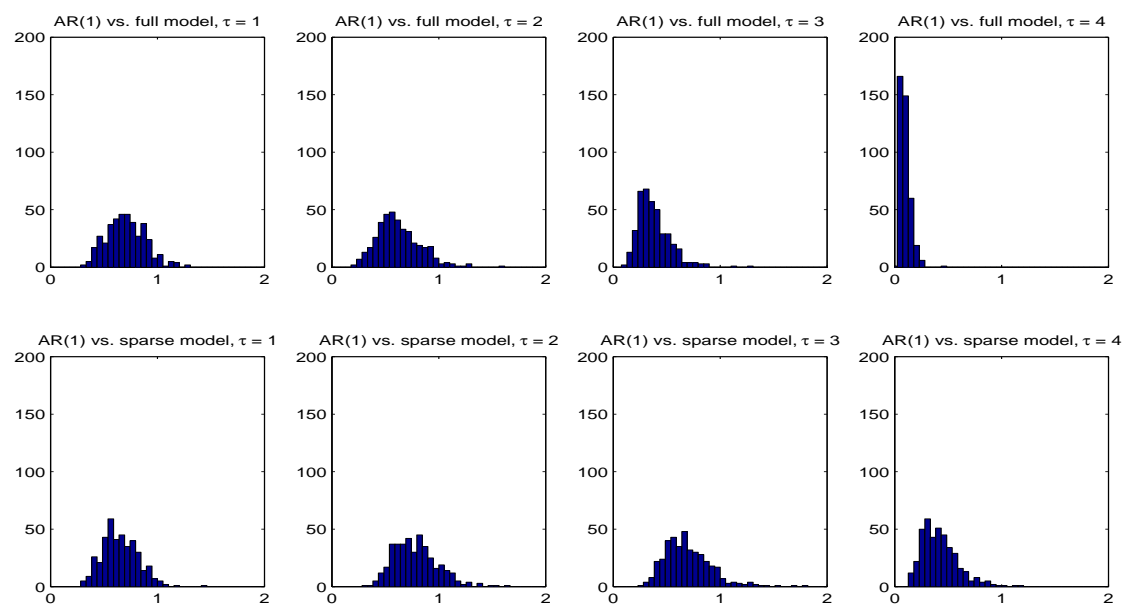 AR(1) vs. full model, τ = 1
AR(1) vs. full model, τ = 2
AR(1) vs. full model, τ = 3
AR(1) vs. full model, τ = 4
200
150
100
50
0
0 1 2
200
150
100
50
0
0 1 2
200
150
100
50
0
0 1 2
200
150
100
50
0
0 1 2
AR(1) vs. sparse model, τ = 1
AR(1) vs. sparse model, τ = 2
AR(1) vs. sparse model, τ = 3
AR(1) vs. sparse model, τ = 4
200
150
100
50
0
0 1 2
200
150
100
50
0
0 1 2
200
150
100
50
0
0 1 2
200
150
100
50
0
0 1 2